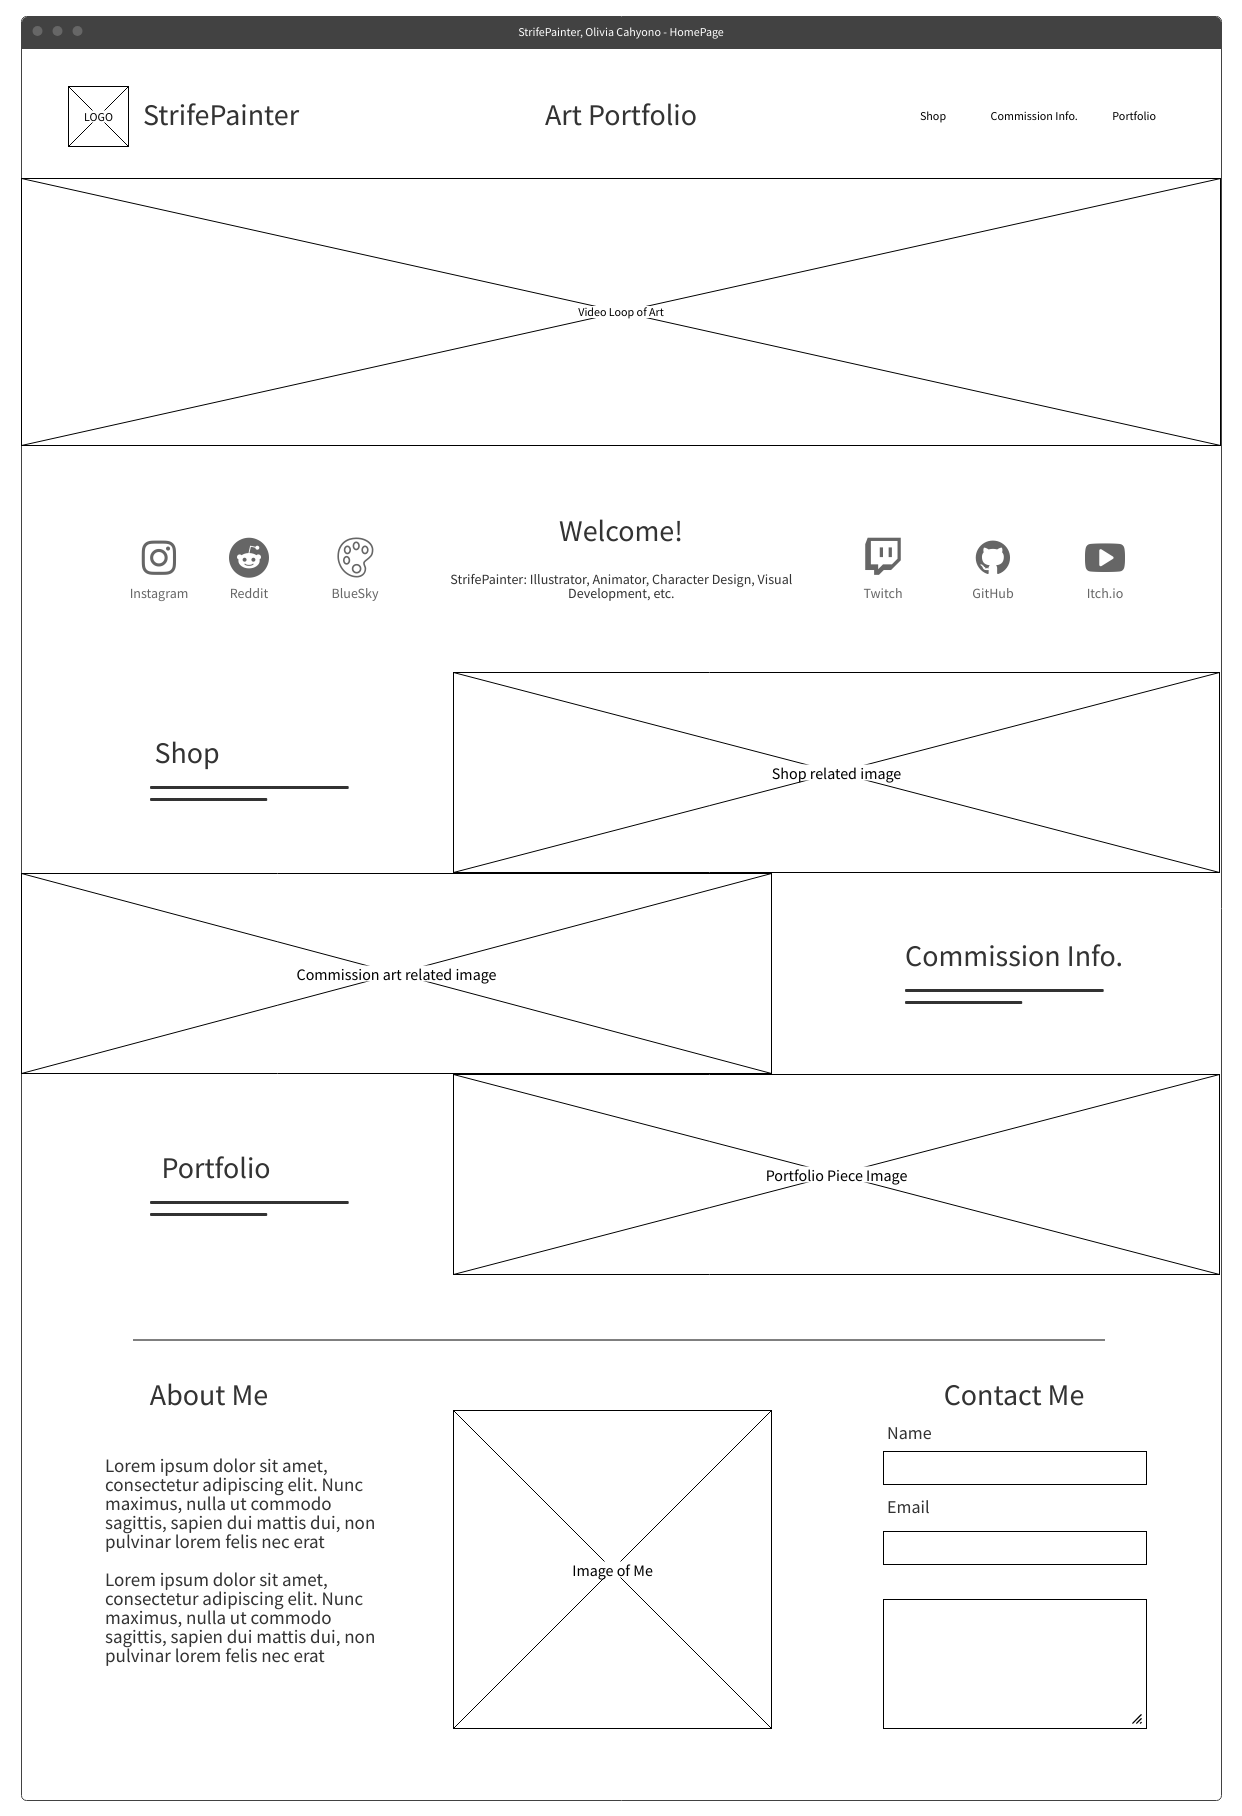 StrifePainter, Olivia Cahyono - HomePage
LOGO
StrifePainter
Art Portfolio
Shop
Commission Info.
Portfolio
Video Loop of Art
Welcome!
StrifePainter: Illustrator, Animator, Character Design, Visual
Development, etc.
Instagram
Reddit
BlueSky
Twitch
GitHub
Itch.io
Shop
Shop related image
Commission art related image
Commission Info.
Portfolio
Portfolio Piece Image
About Me
Lorem ipsum dolor sit amet,
consectetur adipiscing elit. Nunc
maximus, nulla ut commodo
sagittis, sapien dui mattis dui, non
pulvinar lorem felis nec erat
Lorem ipsum dolor sit amet,
consectetur adipiscing elit. Nunc
maximus, nulla ut commodo
sagittis, sapien dui mattis dui, non
pulvinar lorem felis nec erat
Image of Me
Contact Me
Name
Email